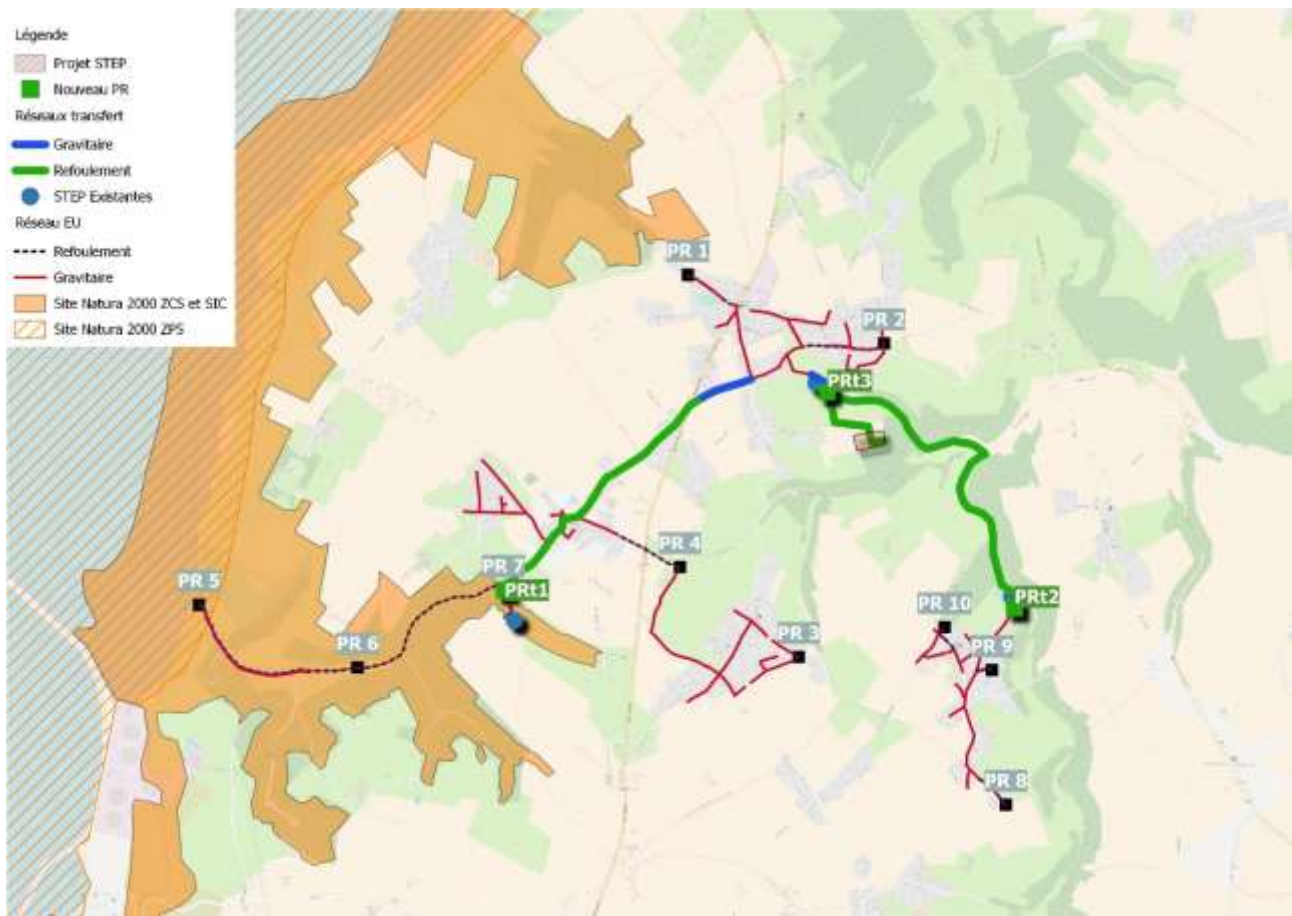 Légende
Projet STEP
Nouveau PR
Réseaux transfert
Gravitaire
Refoulement
STEP Existantes
Réseau EU
Refoulement
Gravitaire
Site Natura 2000 ZCS et SIC
Site Natura 2000 ZPS
PR 1
PR 2
PRt3
PR 4
PR 7
PRt1
PR 5
PR 6
PR 3
PRt2
PR 10
PR 9
PR 8